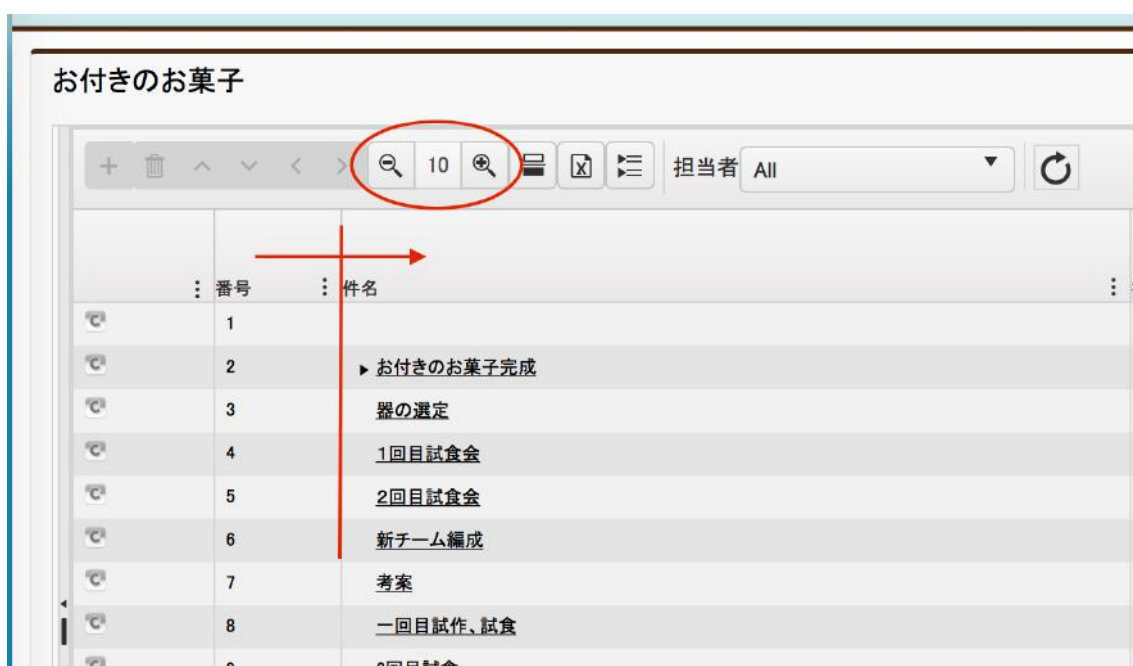 お付きのお菓子
10 担当者 All
番号 件名
1
2 お付きのお菓子完成
3 器の選定
4 1回目試食会
5 2回目試食会
6 新チーム編成
7 考案
8 一回目試作、試食